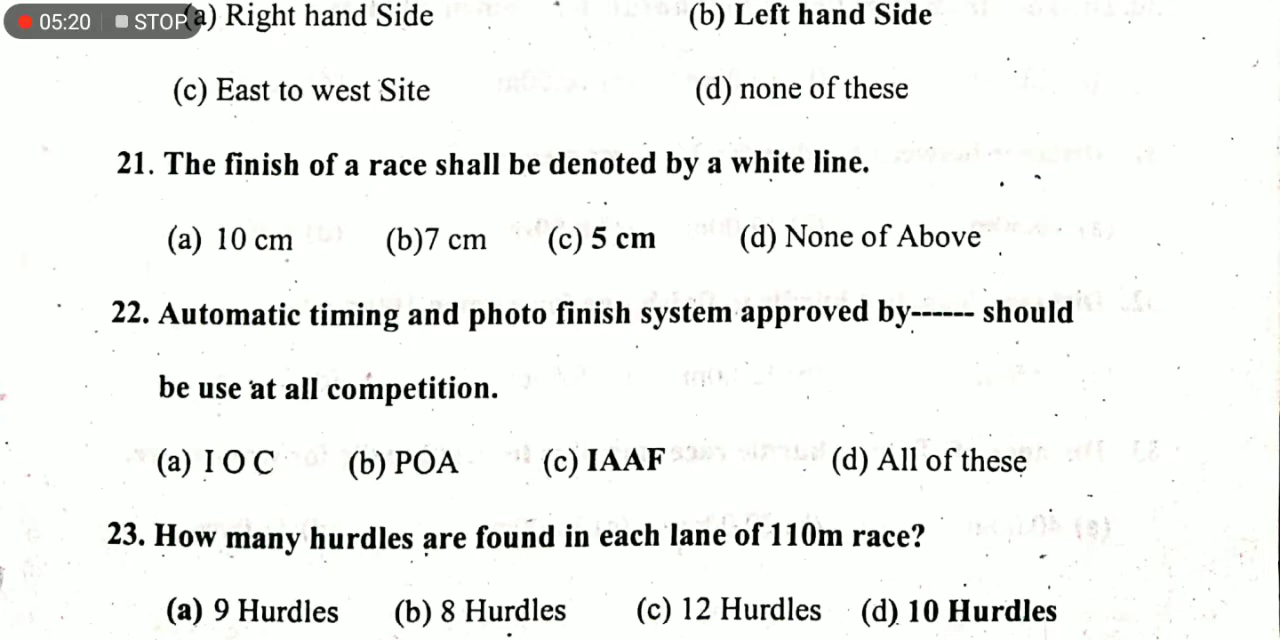 05:20 STOP
(a) Right hand Side (b) Left hand Side
(c) East to west Site (d) none of these
21. The finish of a race shall be denoted by a white line.
(a) 10 cm (b)7 cm (c) 5 cm (d) None of Above
22. Automatic timing and photo finish system approved by------ should
be use at all competition.
(a) I O C (b) POA (c) IAAF (d) All of these
23. How many hurdles are found in each lane of 110m race?
(a) 9 Hurdles (b) 8 Hurdles (c) 12 Hurdles (d) 10 Hurdles